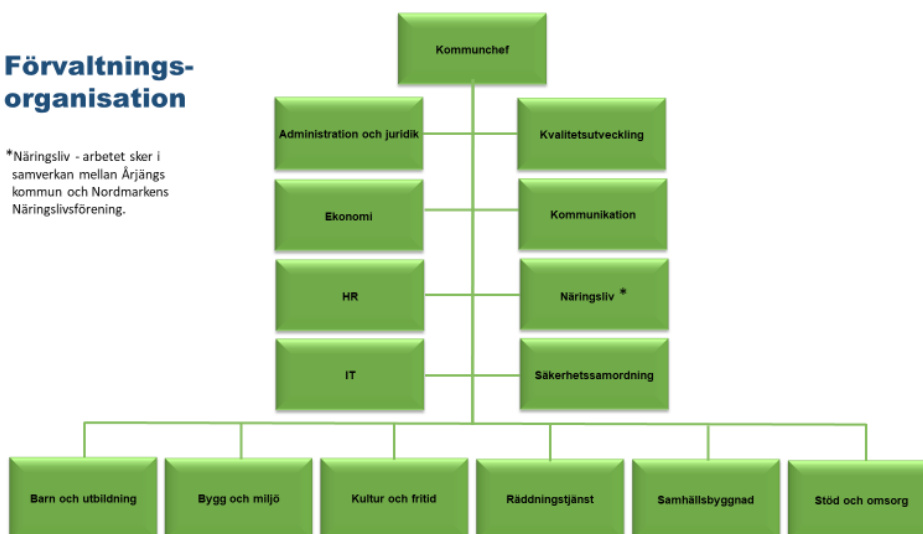 Kommunchef
Förvaltnings-
organisation
*Näringsliv - arbetet sker i
samverkan mellan Årjängs
kommun och Nordmarkens
Näringslivsförening.
Administration och juridik
Kvalitetsutveckling
Ekonomi
Kommunikation
HR
Näringsliv *
IT
Säkerhetssamordning
Barn och utbildning
Bygg och miljö
Kultur och fritid
Räddningstjänst
Samhällsbyggnad
Stöd och omsorg